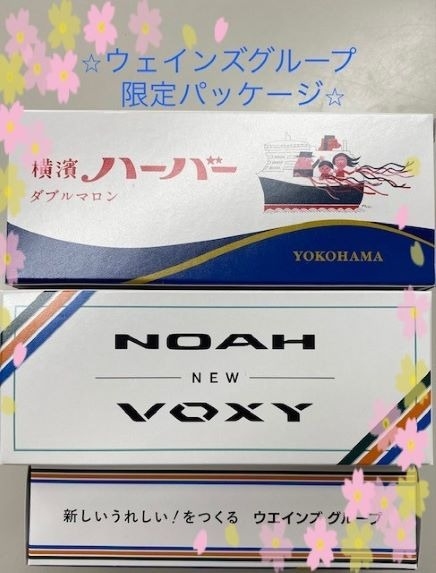 ☆ウェインズグループ
限定パッケージ☆
横濱ハーバー
ダブルマロン
YOKOHAMA
NOAH
NEW
VOXY
新しいうれしい!をつくる ウエインズグループ